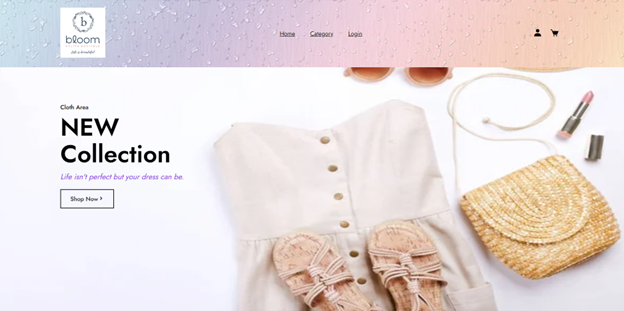 b
bloom
Life is beautiful
Home Category Login
Cloth Area
NEW
Collection
Life isn't perfect but your dress can be.
Shop Now >